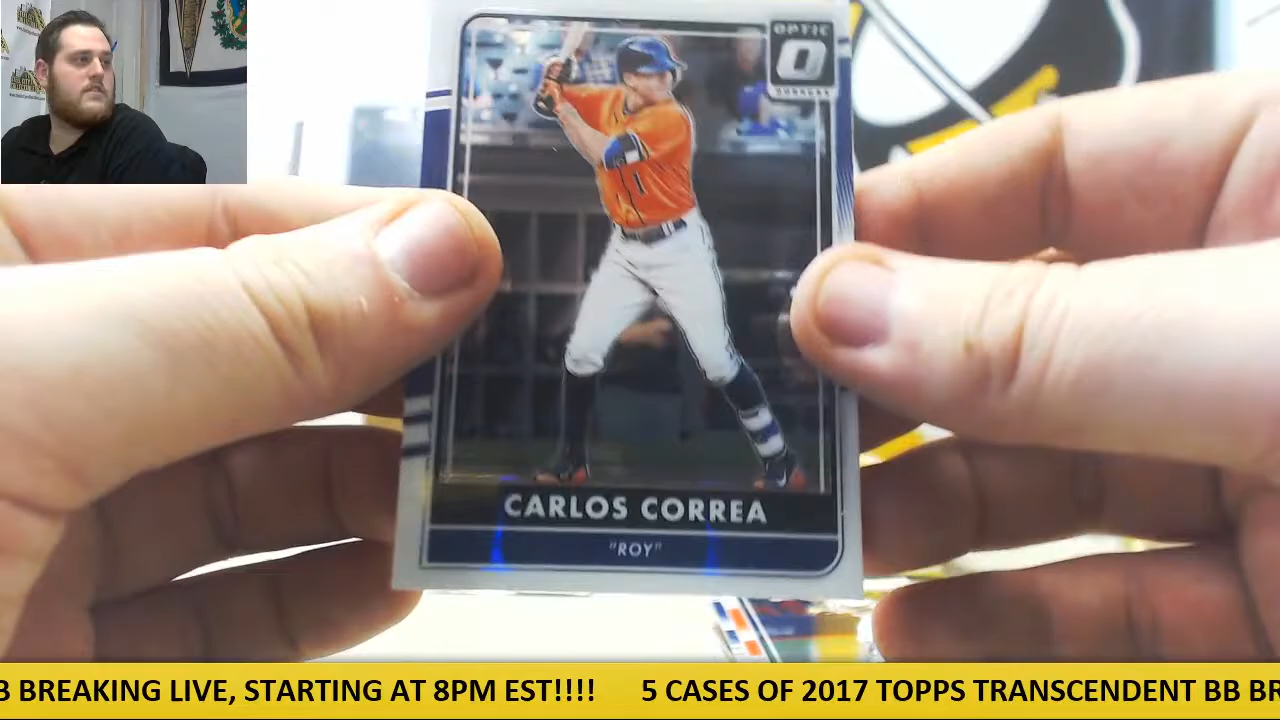 OPTIC
O
CARLOS CORREA
"ROY"
B BREAKING LIVE, STARTING AT 8PM EST!!!! 5 CASES OF 2017 TOPPS TRANSCENDENT BB BR